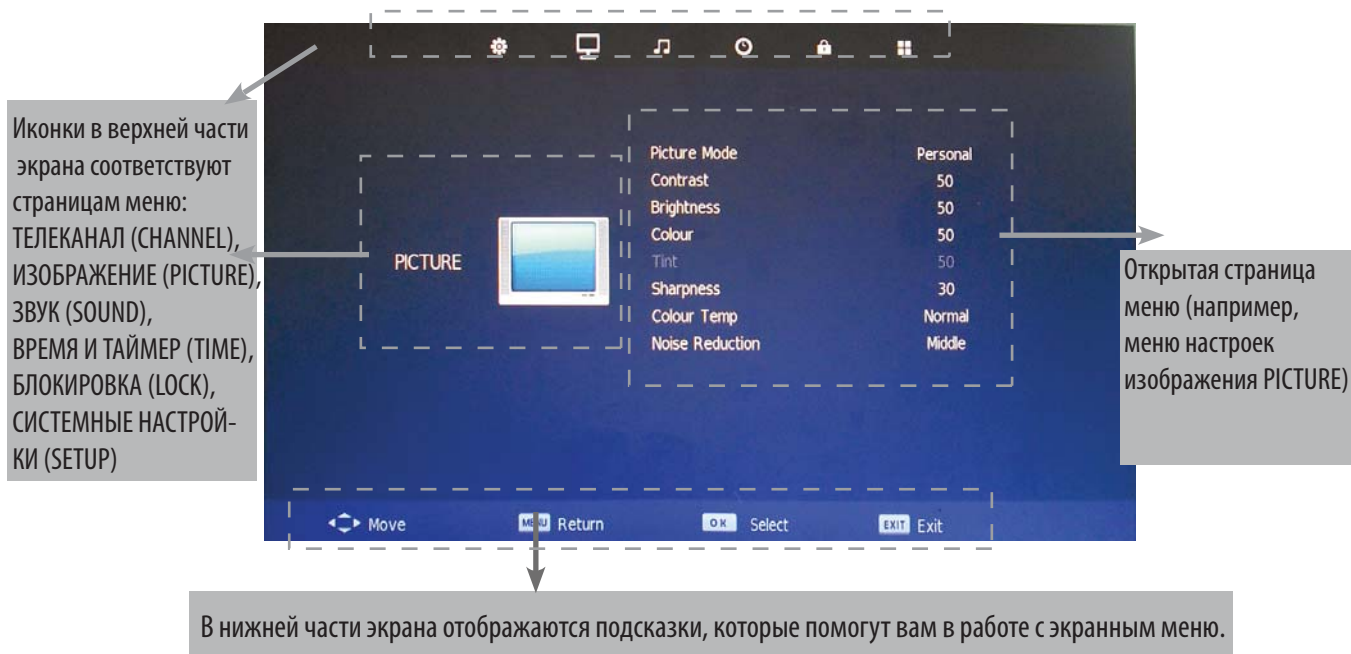 Иконки в верхней части
экрана соответствуют
страницам меню:
ТЕЛЕКАНАЛ (CHANNEL),
ИЗОБРАЖЕНИЕ (PICTURE),
ЗВУК (SOUND),
ВРЕМЯ И ТАЙМЕР (TIME),
БЛОКИРОВКА (LOCK),
СИСТЕМНЫЕ НАСТРОЙ-
КИ (SETUP)
PICTURE
Picture Mode Personal
Contrast 50
Brightness 50
Colour 50
Tint 50
Sharpness 30
Colour Temp Normal
Noise Reduction Middle
Открытая страница
меню (например,
меню настроек
изображения PICTURE)
Move MENU Return OK Select EXIT Exit
В нижней части экрана отображаются подсказки, которые помогут вам в работе с экранным меню.